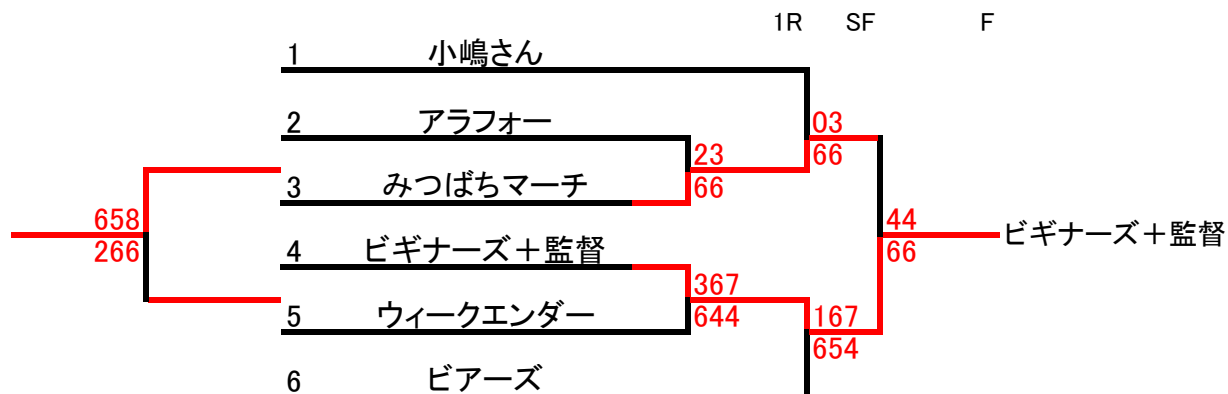 1R SF F
1 小嶋さん
2 アラフォー
03
66
23
66
3 みつばちマーチ
658
266
44
66
ビギナーズ＋監督
4 ビギナーズ＋監督
367
644
5 ウィークエンダー
167
654
6 ビアーズ